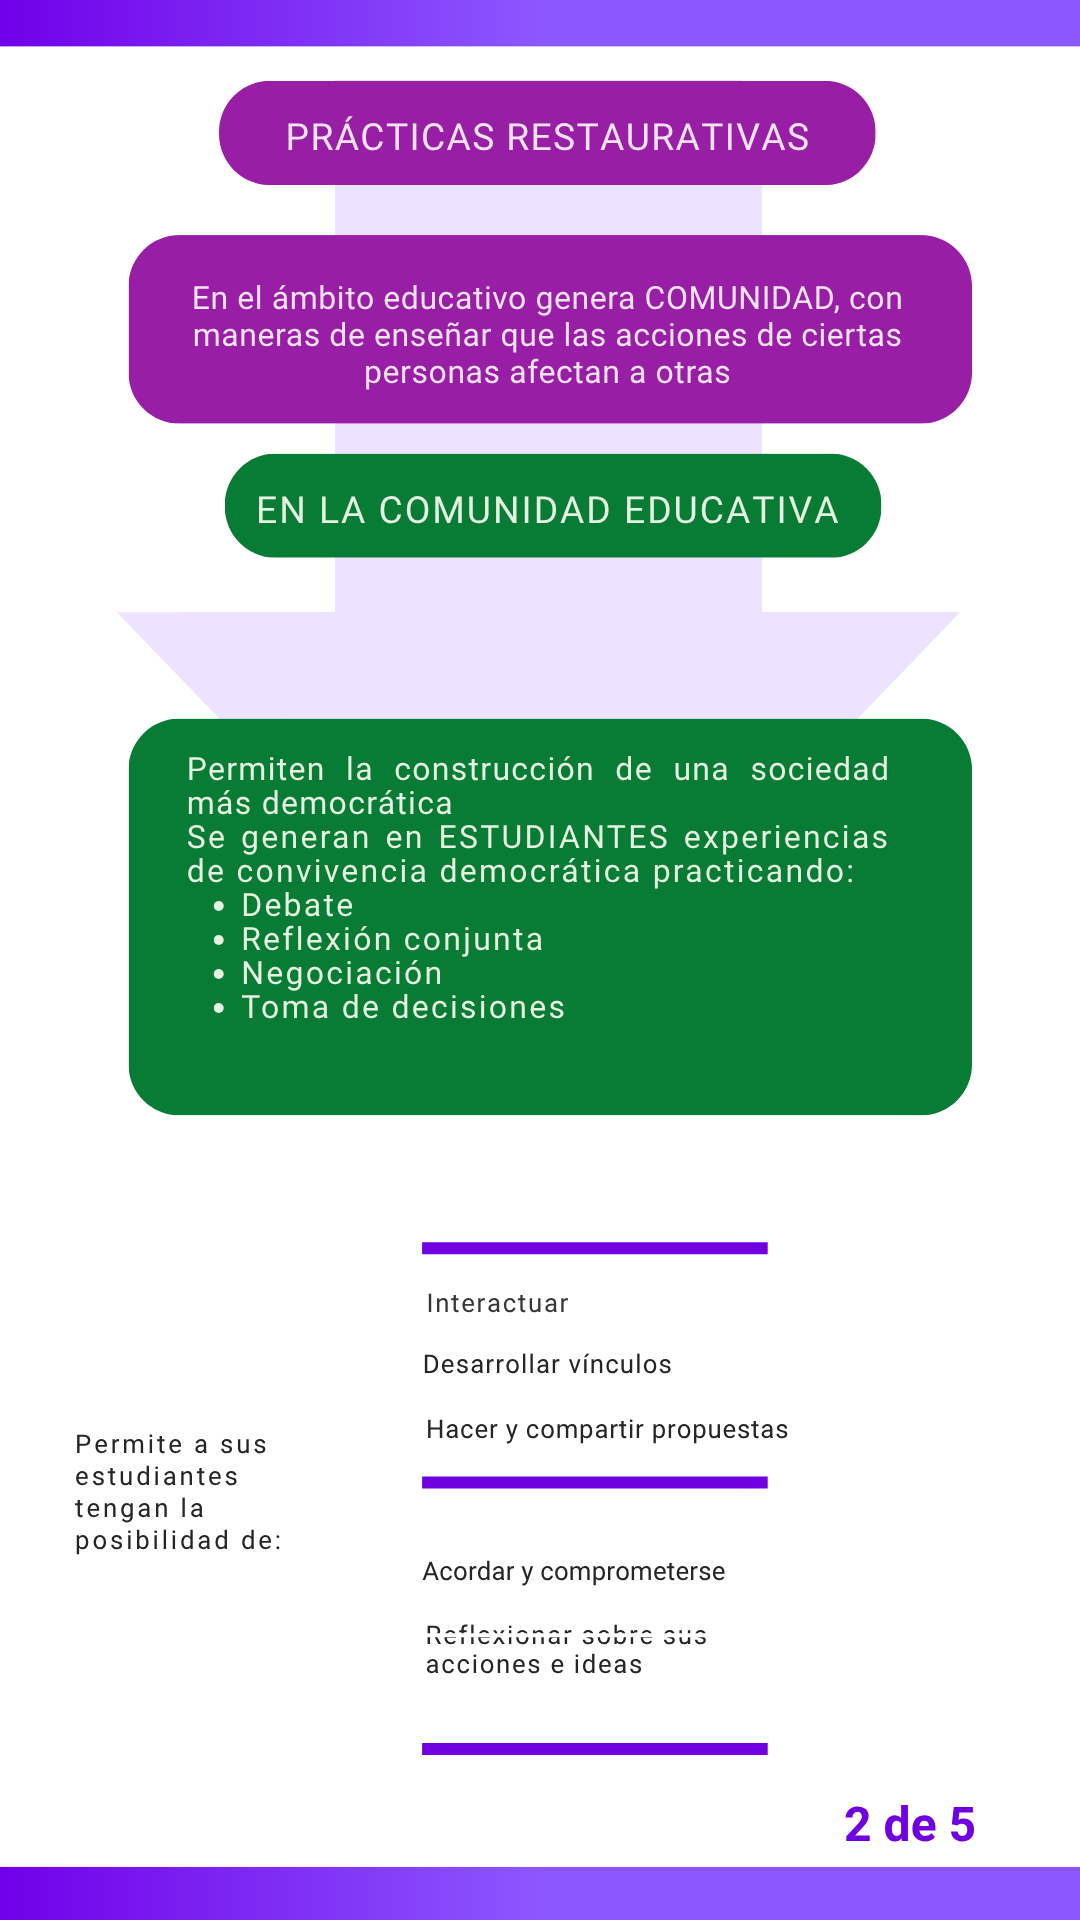 PRÁCTICAS RESTAURATIVAS
En el ámbito educativo genera COMUNIDAD, con
maneras de enseñar que las acciones de ciertas
personas afectan a otras
EN LA COMUNIDAD EDUCATIVA
Permiten la construcción de una sociedad
más democrática
Se generan en ESTUDIANTES experiencias
de convivencia democrática practicando:
• Debate
• Reflexión conjunta
• Negociación
• Toma de decisiones
Permite a sus
estudiantes
tengan la
posibilidad de:
Interactuar
Desarrollar vínculos
Hacer y compartir propuestas
Acordar y comprometerse
Reflexionar sobre sus
acciones e ideas
2 de 5